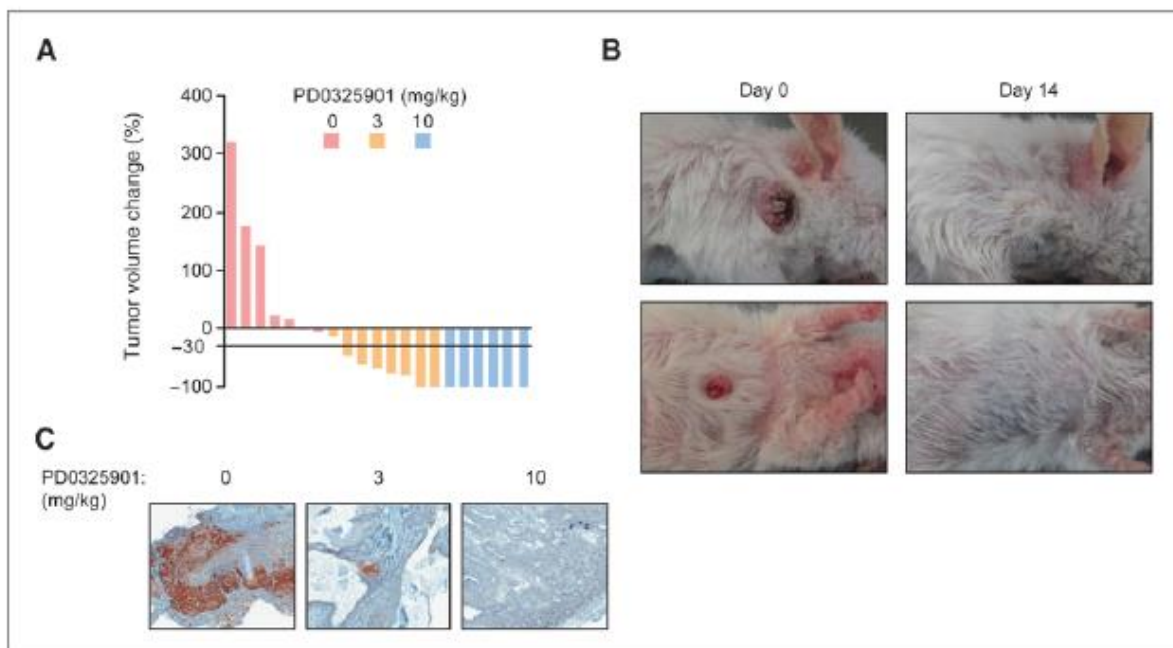 A
PD0325901 (mg/kg)
0 3 10
Tumor volume change (%)
400
300
200
100
0
−30
−100
B
Day 0 Day 14
C
PD0325901: 0 3 10
(mg/kg)